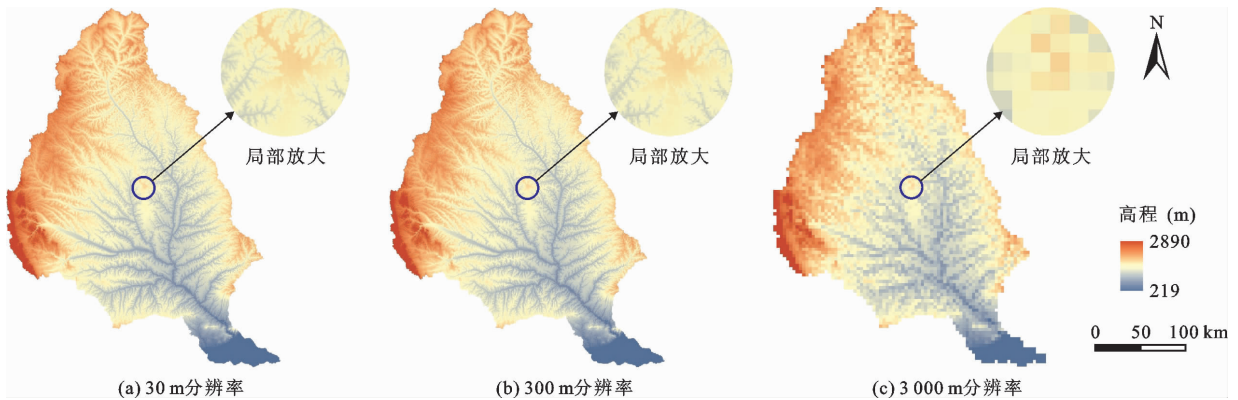 局部放大
局部放大
局部放大
N
高程 (m)
2890
219
0 50 100 km
(a) 30 m分辨率
(b) 300 m分辨率
(c) 3 000 m分辨率